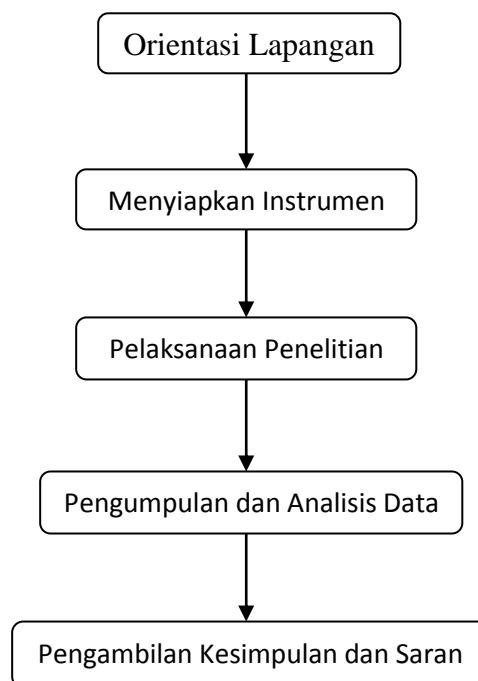 Orientasi Lapangan
Menyiapkan Instrumen
Pelaksanaan Penelitian
Pengumpulan dan Analisis Data
Pengambilan Kesimpulan dan Saran